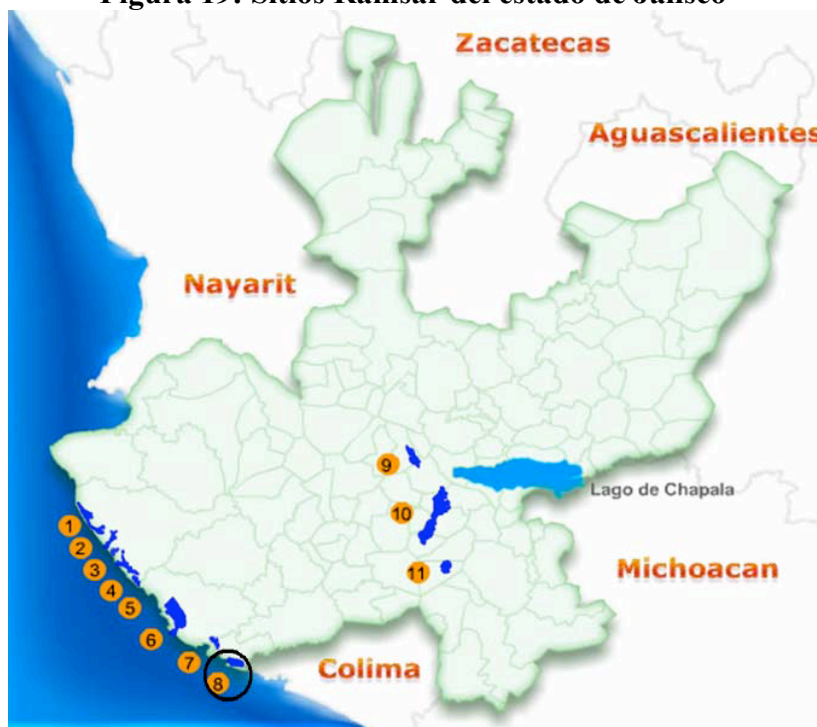 Figura 19. Sitios Ramsar del estado de Jalisco
Zacatecas
Aguascalientes
Nayarit
9
Lago de Chapala
10
1
2
3
11
Michoacan
4
5
6
7
Colima
8